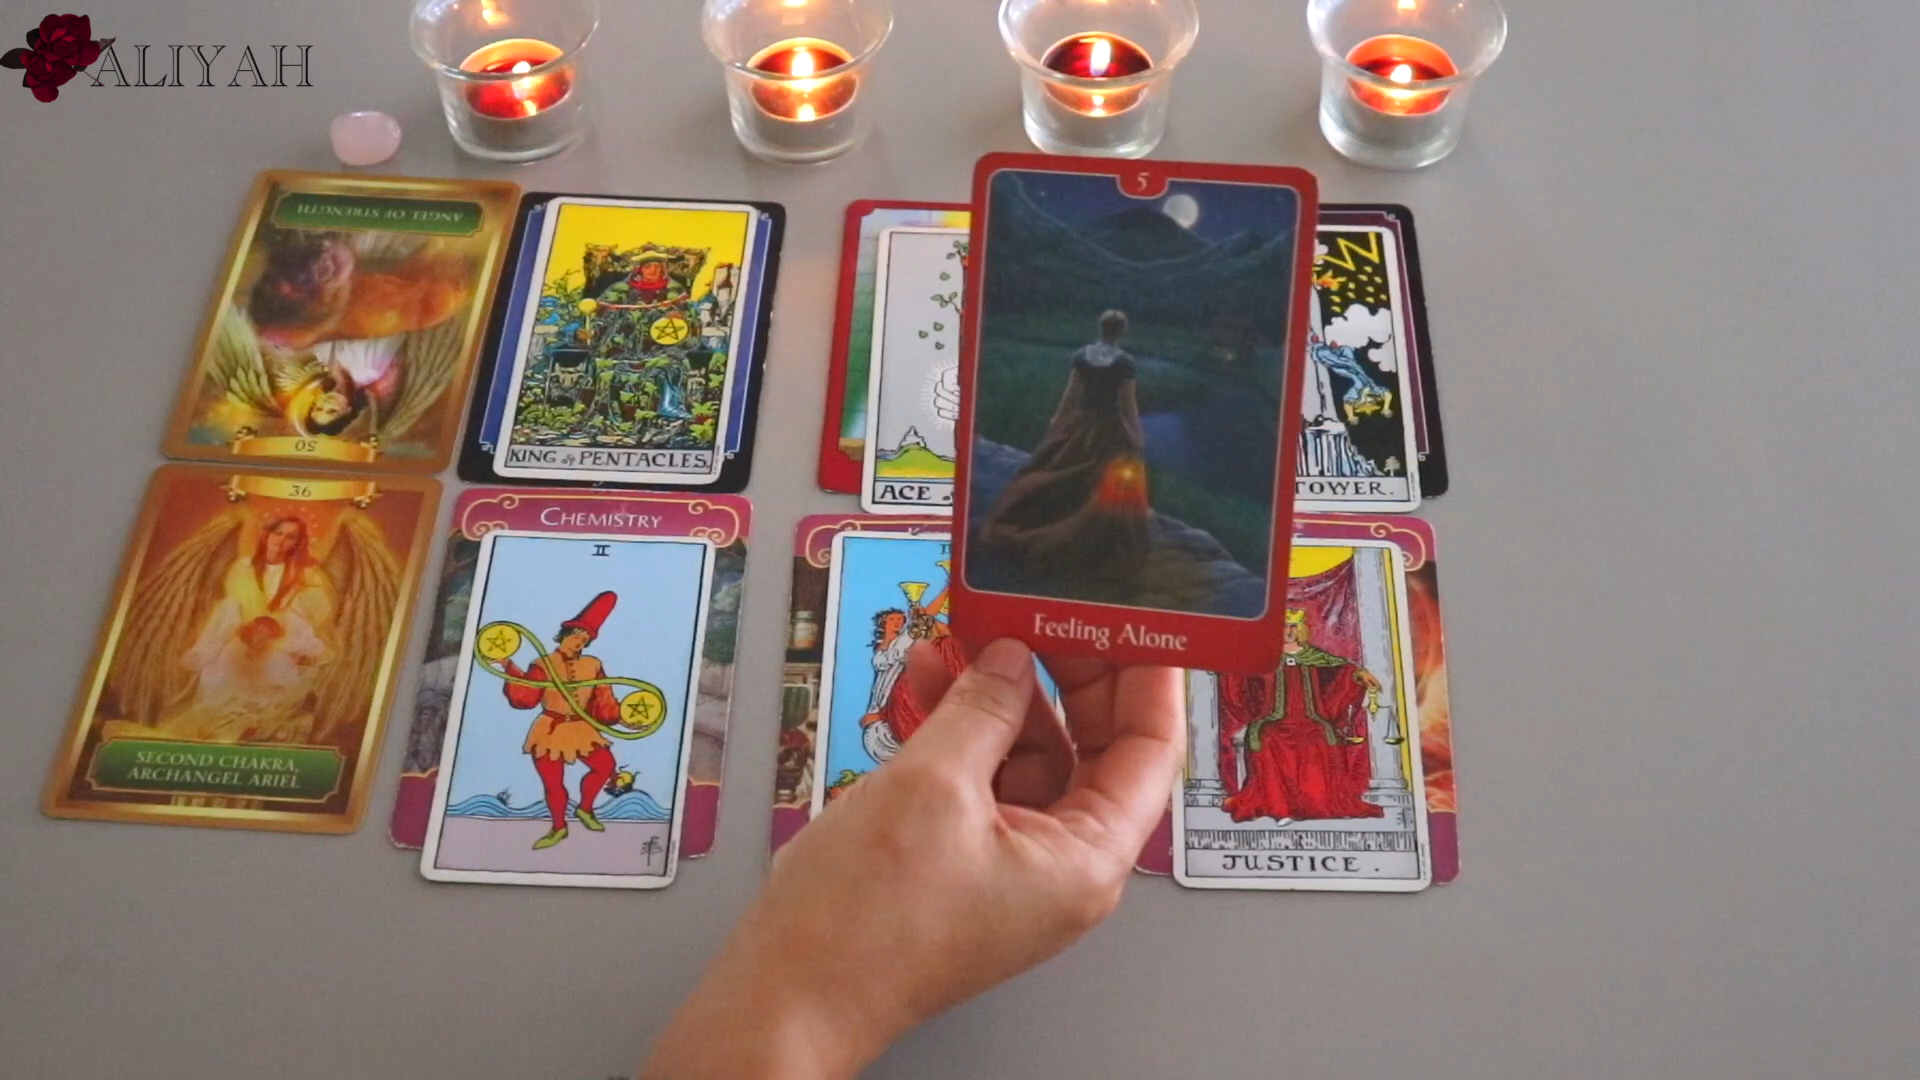 ALIYAH
ANGEL OF STRENGTH
50
KING of PENTACLES.
ACE
5
Feeling Alone
TOWER.
36
SECOND CHAKRA,
ARCHANGEL ARIEL
CHEMISTRY
II
JUSTICE.